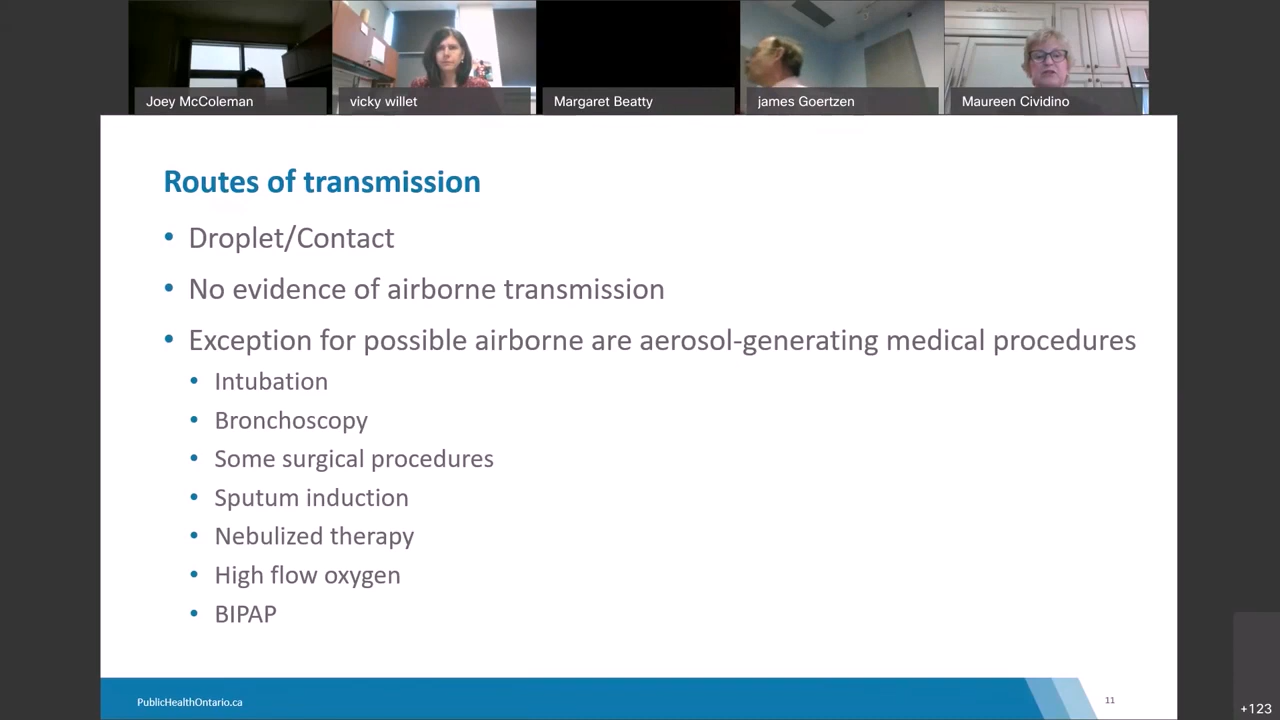 Joey McColeman
vicky willet
Margaret Beatty
james Goertzen
Maureen Cividino
Routes of transmission
• Droplet/Contact
• No evidence of airborne transmission
• Exception for possible airborne are aerosol-generating medical procedures
• Intubation
• Bronchoscopy
• Some surgical procedures
• Sputum induction
• Nebulized therapy
• High flow oxygen
• BIPAP
PublicHealthOntario.ca
11
+123